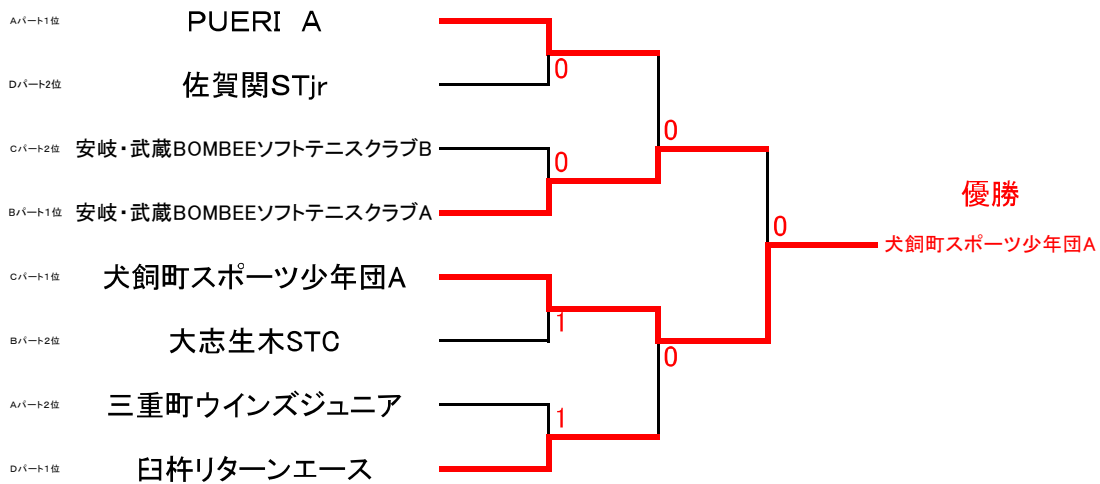 Aパート1位 PUERI A
0
Dパート2位 佐賀関STjr
0
Cパート2位 安岐・武蔵BOMBEEソフトテニスクラブB
0
優勝
Bパート1位 安岐・武蔵BOMBEEソフトテニスクラブA
0
犬飼町スポーツ少年団A
Cパート1位 犬飼町スポーツ少年団A
1
Bパート2位 大志生木STC
0
Aパート2位 三重町ウインズジュニア
1
Dパート1位 臼杵リターンエース